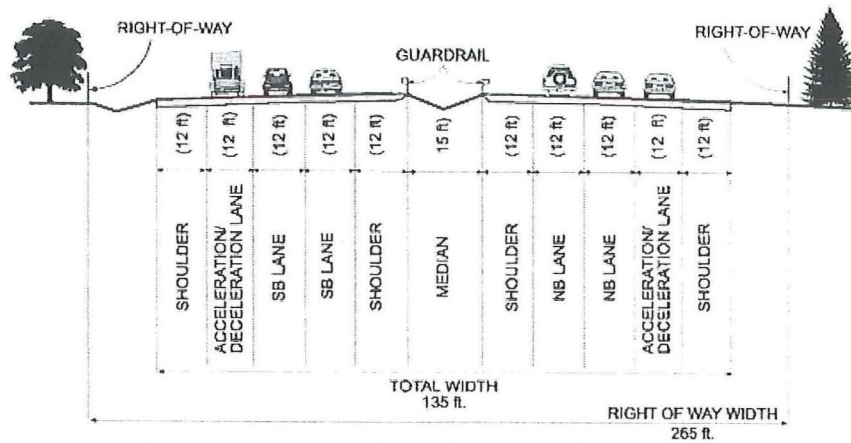 RIGHT-OF-WAY
GUARDRAIL
RIGHT-OF-WAY
(12 ft)
(12 ft)
(12 ft)
(12 ft)
(12 ft)
15 ft)
(12 ft)
(12 ft)
(12 ft)
(12 ft)
(12 ft)
SHOULDER
ACCELERATION/
DECELERATION LANE
SB LANE
SB LANE
SHOULDER
MEDIAN
SHOULDER
NB LANE
NB LANE
ACCELERATION/
DECELERATION LANE
SHOULDER
TOTAL WIDTH
135 ft.
RIGHT OF WAY WIDTH
265 ft.